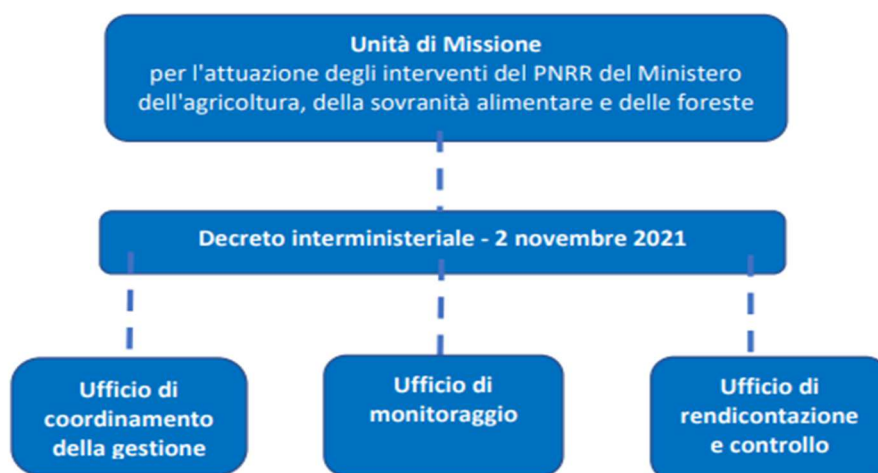 Unità di Missione
per l'attuazione degli interventi del PNRR del Ministero
dell'agricoltura, della sovranità alimentare e delle foreste
Decreto interministeriale - 2 novembre 2021
Ufficio di
coordinamento
della gestione
Ufficio di
monitoraggio
Ufficio di
rendicontazione
e controllo